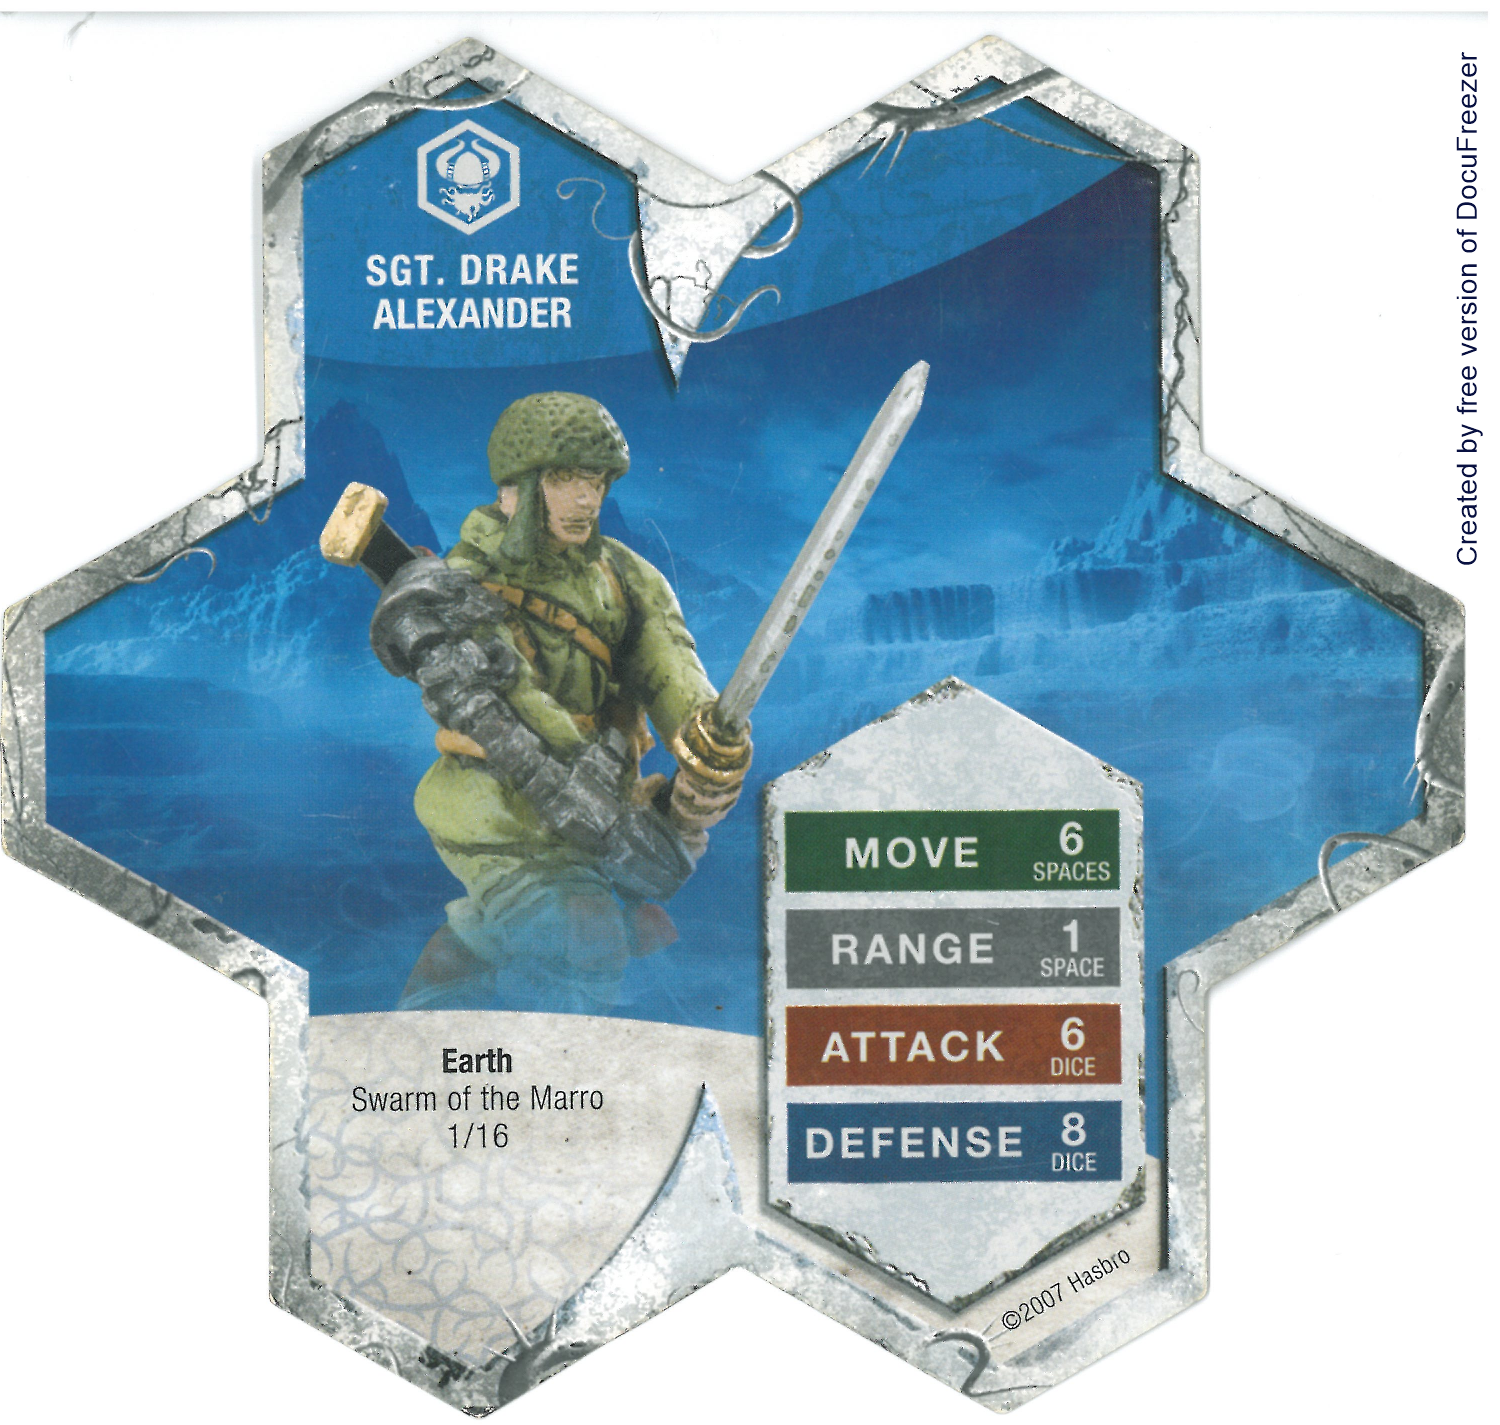 SGT. DRAKE
ALEXANDER
MOVE 6
SPACES
RANGE 1
SPACE
ATTACK 6
DICE
DEFENSE 8
DICE
Earth
Swarm of the Marro
1/16
©2007 Hasbro
Created by free version of DocuFreezer